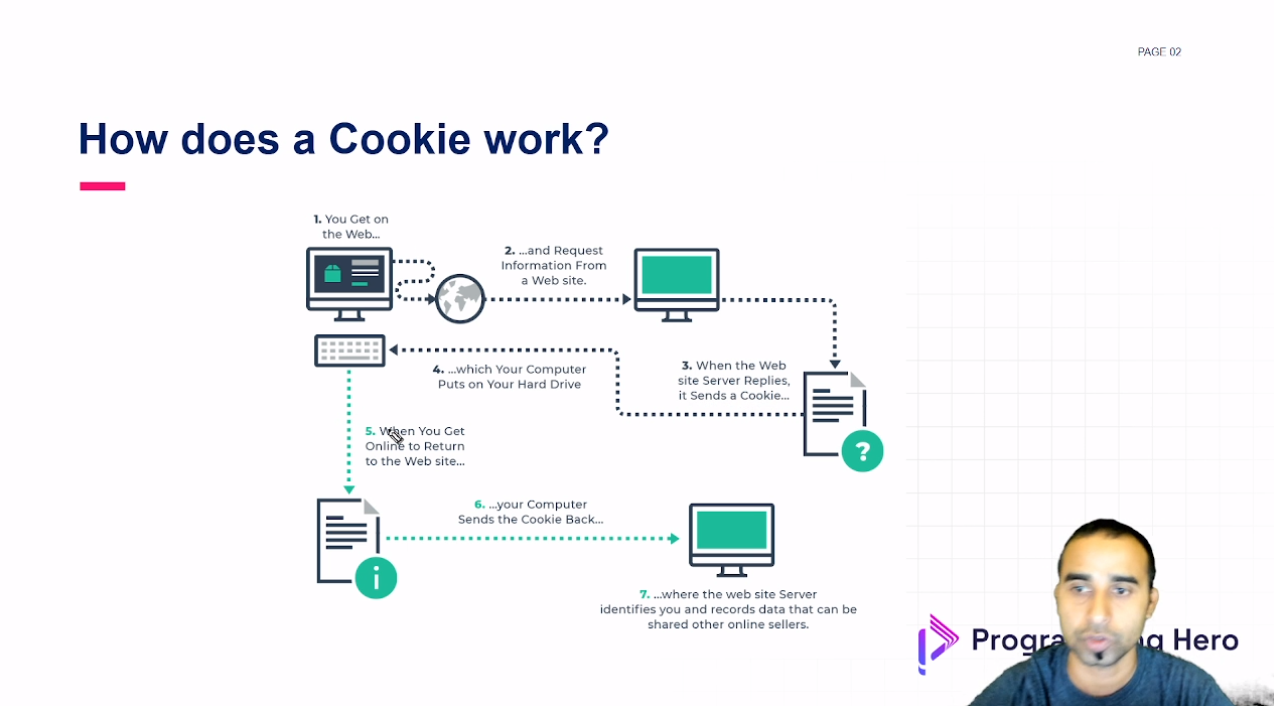 PAGE 02
How does a Cookie work?
1. You Get on
the Web...
2. ...and Request
Information From
a Web site.
3. When the Web
site Server Replies,
it Sends a Cookie...
4. ...which Your Computer
Puts on Your Hard Drive
5. When You Get
Online to Return
to the Web site...
6. ...your Computer
Sends the Cookie Back...
7. ...where the web site Server
identifies you and records data that can be
shared other online sellers.
?
i
Hero